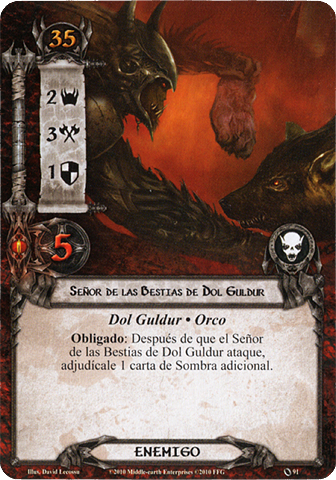 35
2
3
1
5
Señor de las Bestias de Dol Guldur
Dol Guldur • Orco
Obligado: Después de que el Señor
de las Bestias de Dol Guldur ataque,
adjudícale 1 carta de Sombra adicional.
ENEMIGO
Illus. David Lecossu
©2010 Middle-earth Enterprises ©2010 FFG
91